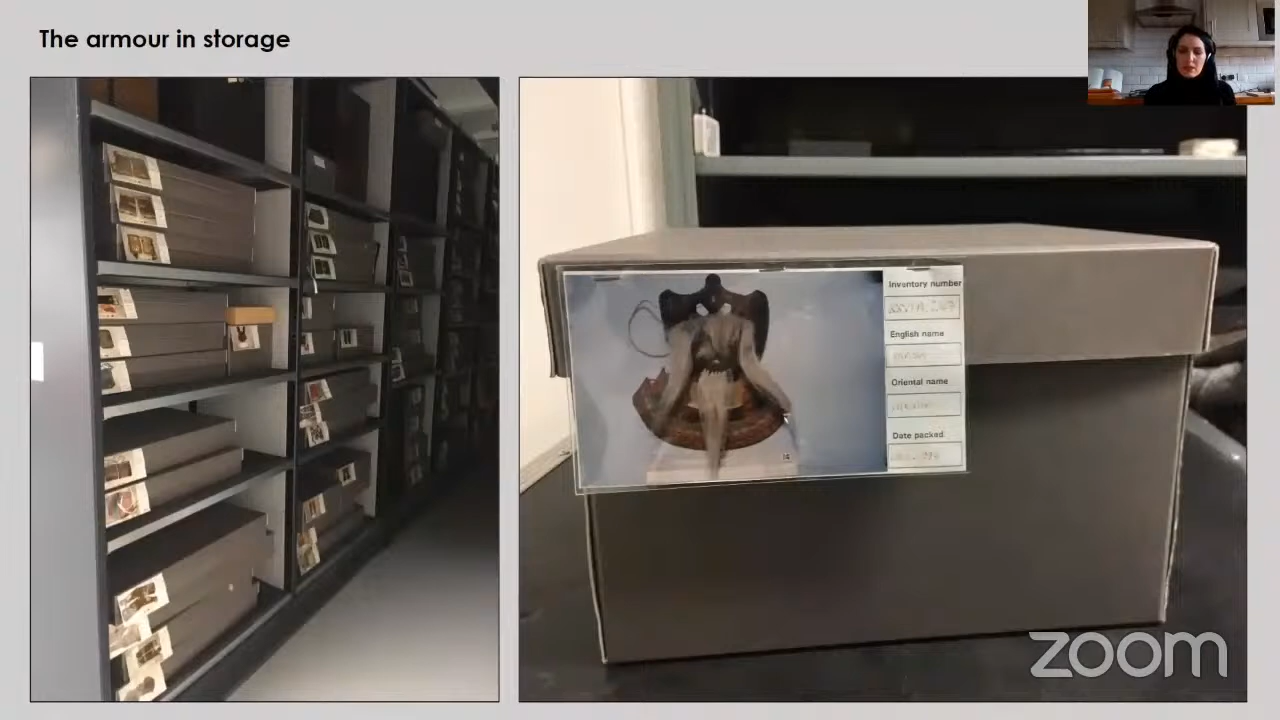 The armour in storage
Inventory number
English name
Oriental name
Date packed
zoom